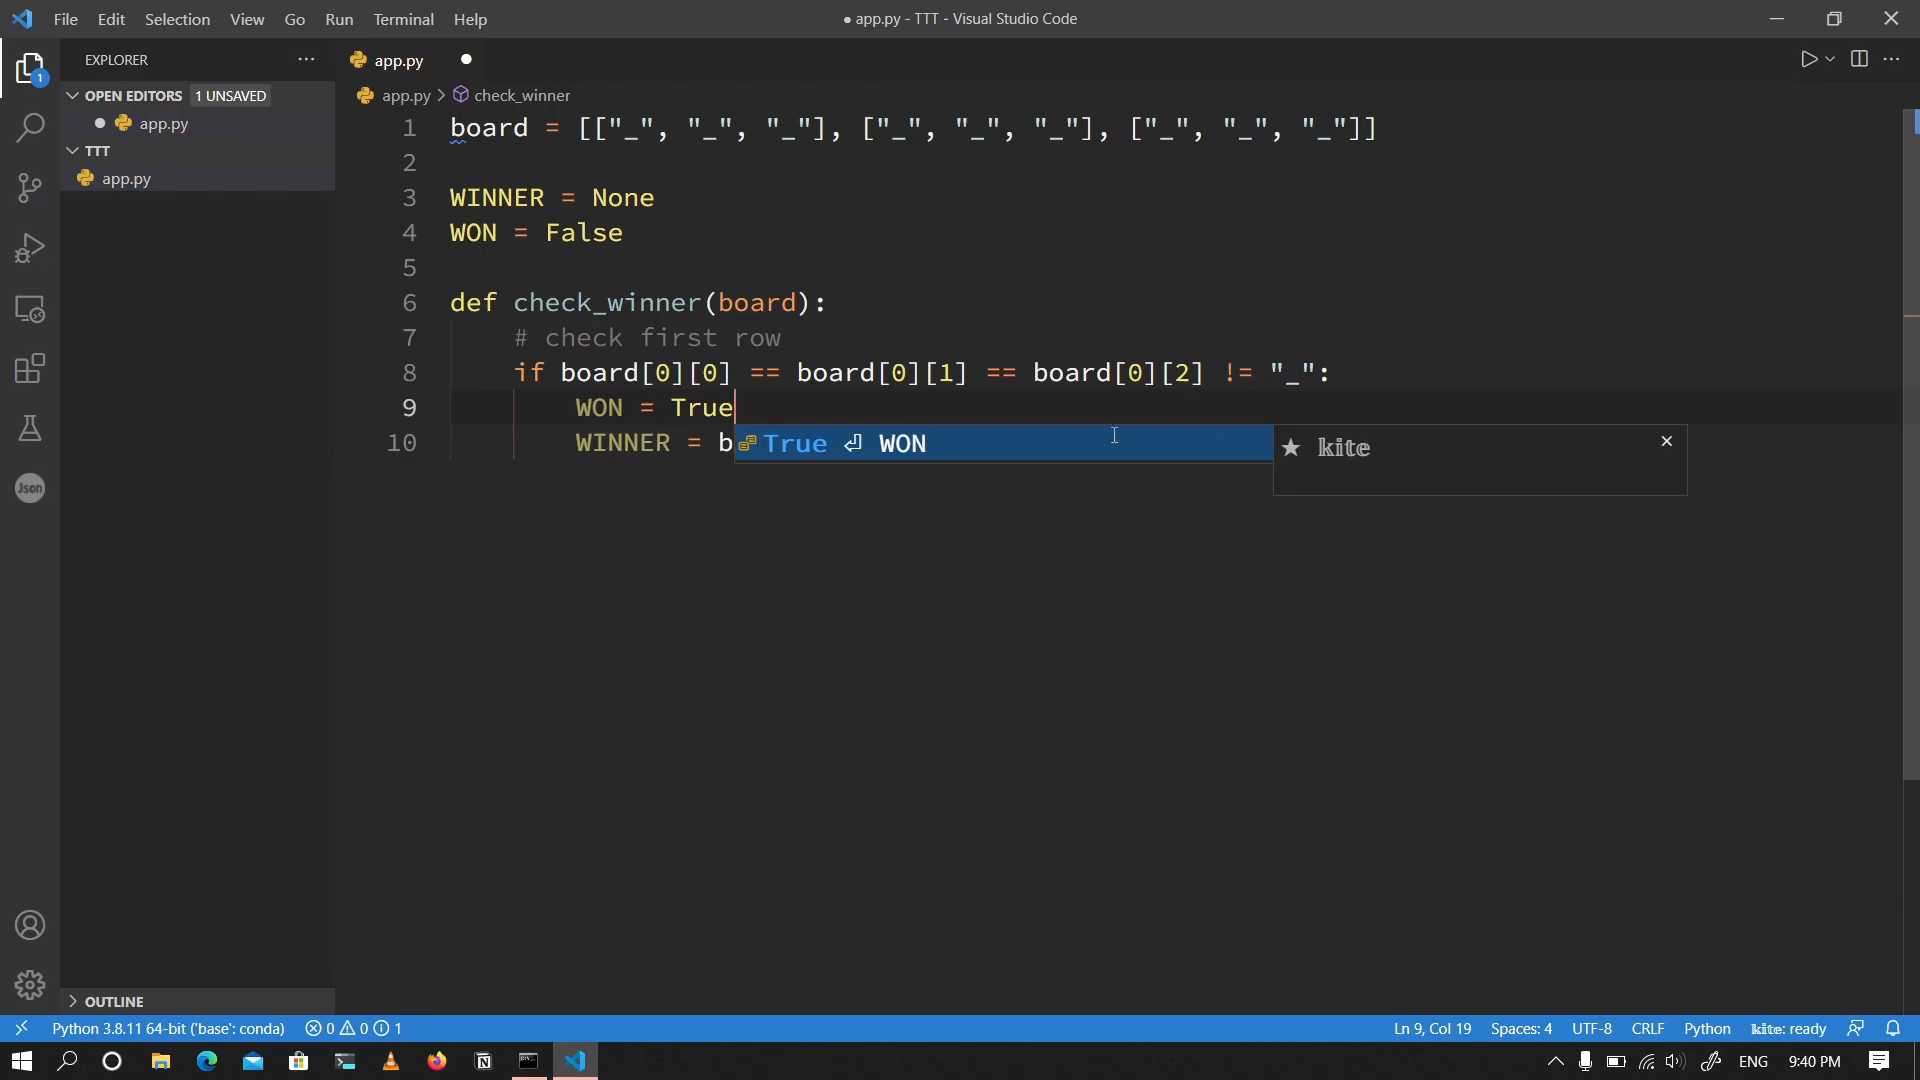 File Edit Selection View Go Run Terminal Help
● app.py - TTT - Visual Studio Code
EXPLORER
OPEN EDITORS 1 UNSAVED
app.py
TTT
app.py
OUTLINE
1
Json
app.py
app.py > check_winner
1 board = [["_", "_", "_"], ["_", "_", "_"], ["_", "_", "_"]]
2
3 WINNER = None
4 WON = False
5
6 def check_winner(board):
7 # check first row
8 if board[0][0] == board[0][1] == board[0][2] != "_":
9 WON = True
10 WINNER = b
True ⏎ WON
★ kite
Python 3.8.11 64-bit ('base': conda) 0 0 1
Ln 9, Col 19 Spaces: 4 UTF-8 CRLF Python kite: ready
ENG 9:40 PM